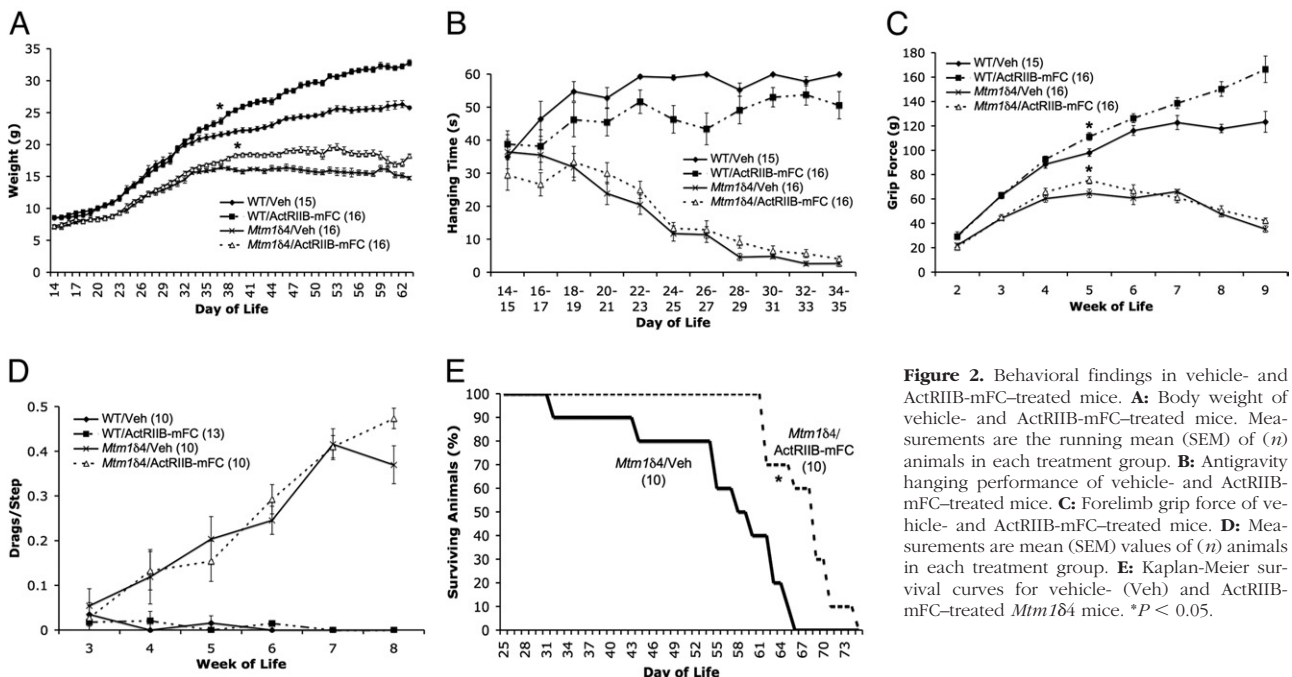 A
35
30
25
20
15
10
5
0
Weight (g)
*
*
WT/Veh (15)
WT/ActRIIB-mFC (16)
Mtm1δ4/Veh (16)
Mtm1δ4/ActRIIB-mFC (16)
14 17 20 23 26 29 32 35 38 41 44 47 50 53 56 59 62
Day of Life
B
60
50
40
30
20
10
0
Hanging Time (s)
WT/Veh (15)
WT/ActRIIB-mFC (16)
Mtm1δ4/Veh (16)
Mtm1δ4/ActRIIB-mFC (16)
14- 16- 18- 20- 22- 24- 26- 28- 30- 32- 34-
15 17 19 21 23 25 27 29 31 33 35
Day of Life
C
180
160
140
120
100
80
60
40
20
0
Grip Force (g)
WT/Veh (15)
WT/ActRIIB-mFC (16)
Mtm1δ4/Veh (16)
Mtm1δ4/ActRIIB-mFC (16)
*
*
2 3 4 5 6 7 8 9
Week of Life
D
0.5
0.4
0.3
0.2
0.1
0
Drags/Step
WT/Veh (10)
WT/ActRIIB-mFC (13)
Mtm1δ4/Veh (10)
Mtm1δ4/ActRIIB-mFC (10)
3 4 5 6 7 8
Week of Life
E
100
90
80
70
60
50
40
30
20
10
0
Surviving Animals (%)
Mtm1δ4/Veh
(10)
Mtm1δ4/
ActRIIB-mFC
(10)
*
25 28 31 34 37 40 43 46 49 52 55 58 61 64 67 70 73
Day of Life
Figure 2. Behavioral findings in vehicle- and
ActRIIB-mFC–treated mice. A: Body weight of
vehicle- and ActRIIB-mFC–treated mice. Mea-
surements are the running mean (SEM) of (n)
animals in each treatment group. B: Antigravity
hanging performance of vehicle- and ActRIIB-
mFC–treated mice. C: Forelimb grip force of ve-
hicle- and ActRIIB-mFC–treated mice. D: Mea-
surements are mean (SEM) values of (n) animals
in each treatment group. E: Kaplan-Meier sur-
vival curves for vehicle- (Veh) and ActRIIB-
mFC–treated Mtm1δ4 mice. *P < 0.05.